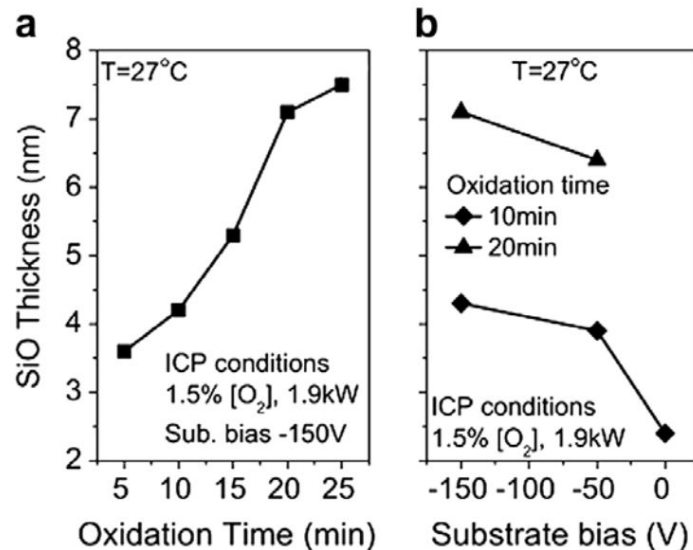 a
b
T=27°C
T=27°C
8
7
6
5
4
3
2
SiO Thickness (nm)
ICP conditions
1.5% [O₂], 1.9kW
Sub. bias -150V
5 10 15 20 25
Oxidation Time (min)
Oxidation time
10min
20min
ICP conditions
1.5% [O₂], 1.9kW
-150 -100 -50 0
Substrate bias (V)